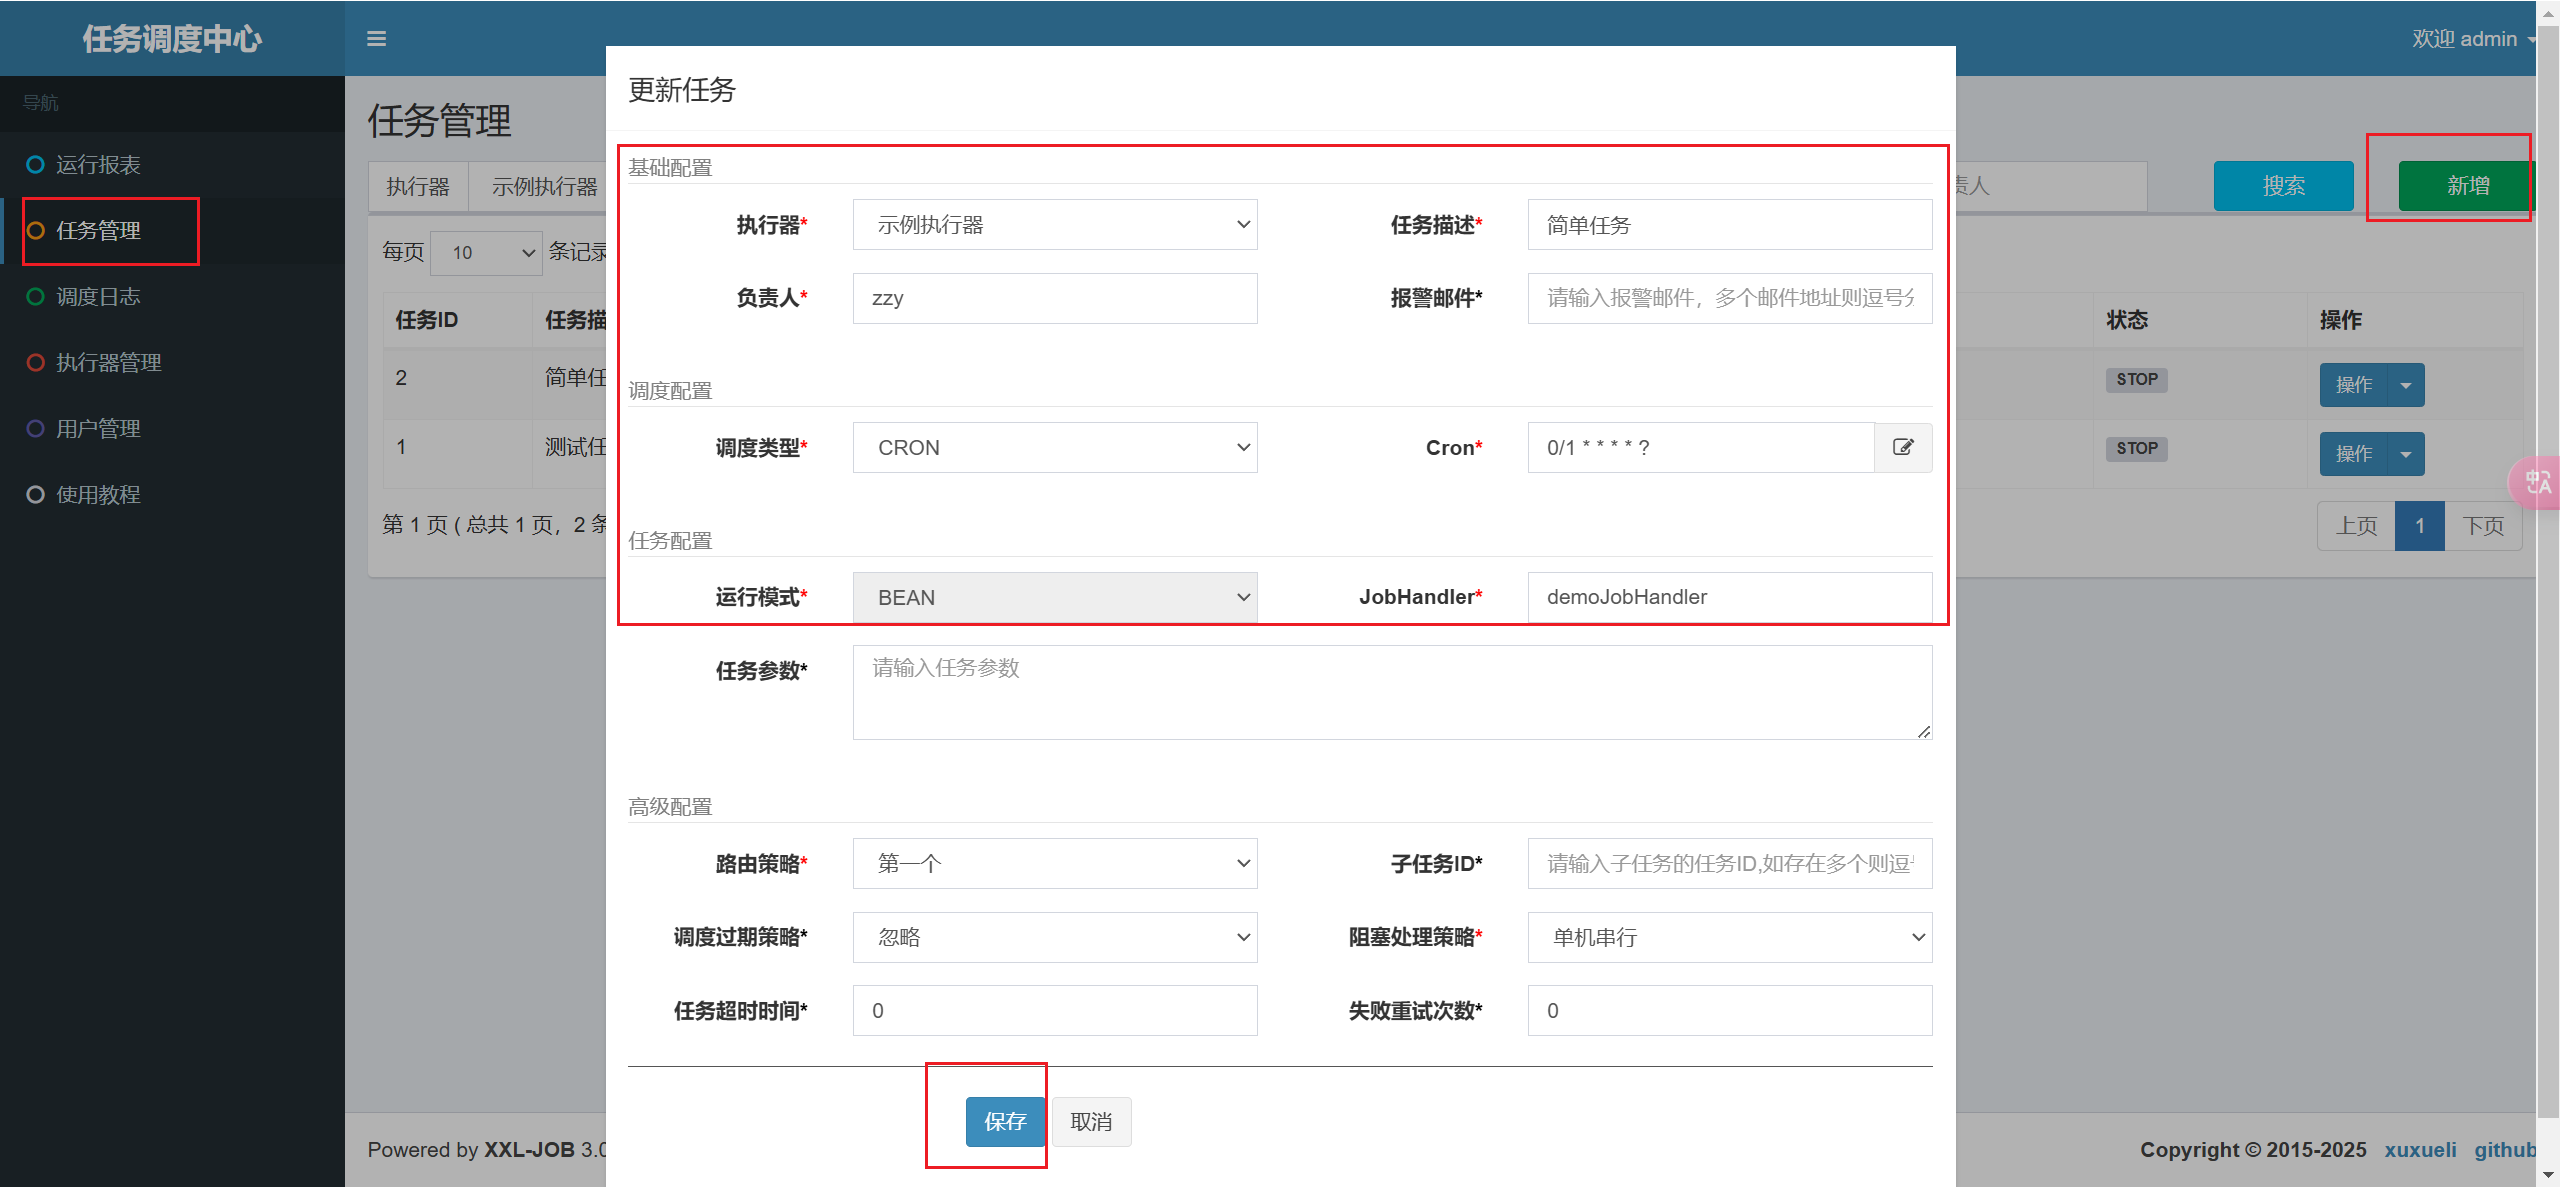 任务调度中心
欢迎 admin
导航
运行报表
任务管理
调度日志
执行器管理
用户管理
使用教程
任务管理
执行器 示例执行器
责人 搜索 新增
每页 10 条记录
任务ID 任务描 状态 操作
2 简单任 STOP 操作
1 测试任 STOP 操作
第 1 页 ( 总共 1 页，2 条
上页 1 下页
更新任务
基础配置
执行器* 示例执行器 任务描述* 简单任务
负责人* zzy 报警邮件* 请输入报警邮件，多个邮件地址则逗号分
调度配置
调度类型* CRON Cron* 0/1 * * * * ?
任务配置
运行模式* BEAN JobHandler* demoJobHandler
任务参数* 请输入任务参数
高级配置
路由策略* 第一个 子任务ID* 请输入子任务的任务ID,如存在多个则逗
调度过期策略* 忽略 阻塞处理策略* 单机串行
任务超时时间* 0 失败重试次数* 0
保存 取消
Powered by XXL-JOB 3.0
Copyright © 2015-2025 xuxueli github
中A